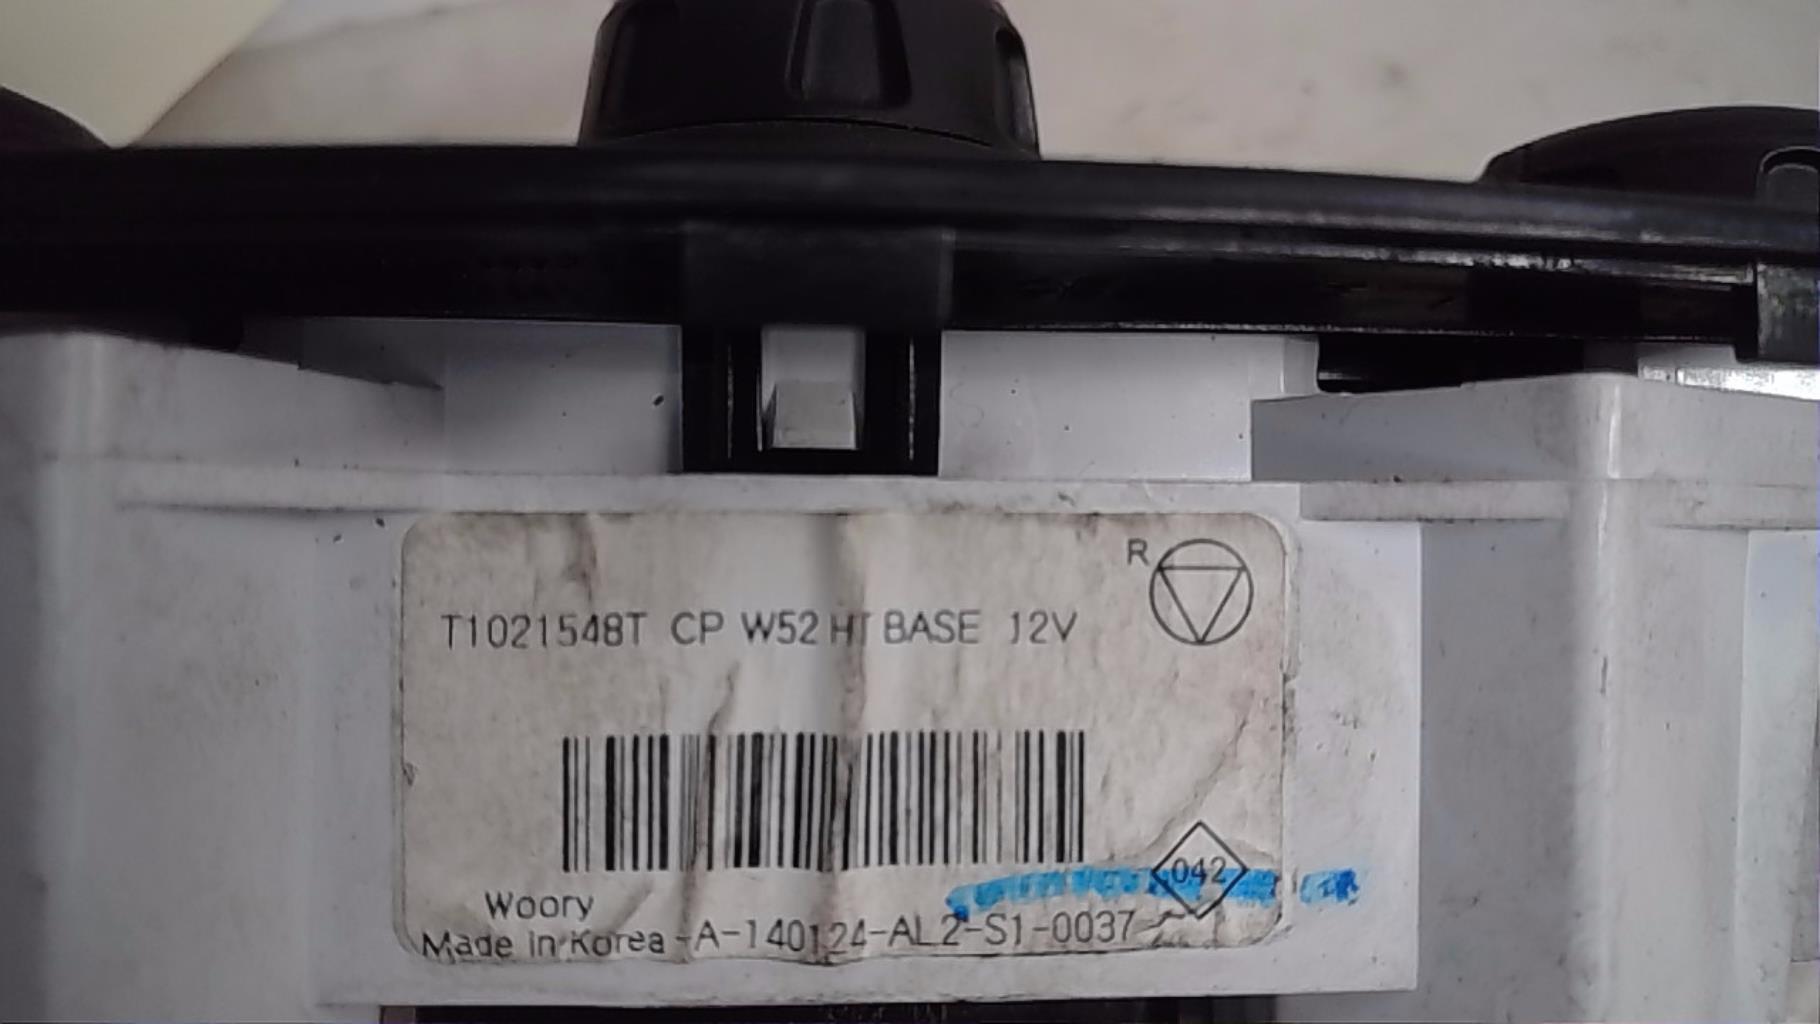 R
T1021548T CP W52 HT BASE 12V
042
Woory
Made in Korea -A-140124-AL2-S1-0037-